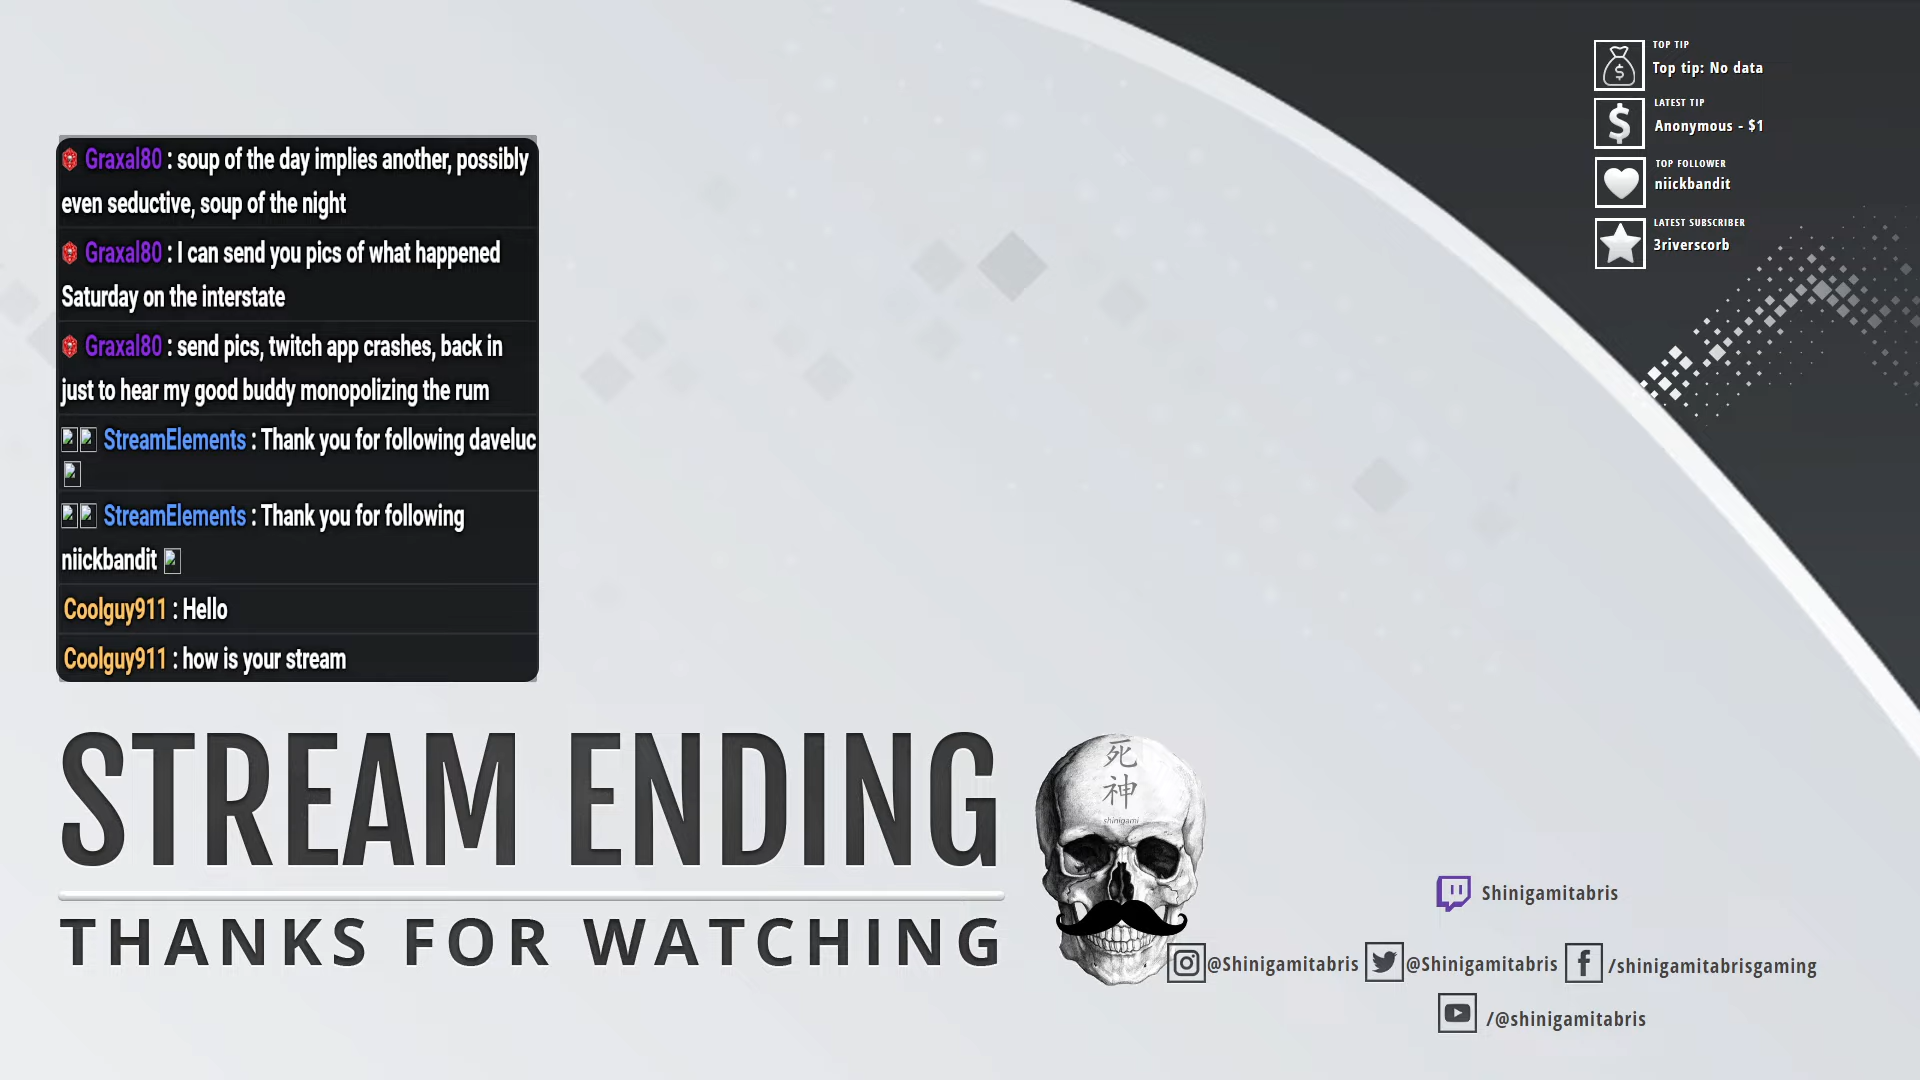 Graxal80 : soup of the day implies another, possibly
even seductive, soup of the night
Graxal80 : I can send you pics of what happened
Saturday on the interstate
Graxal80 : send pics, twitch app crashes, back in
just to hear my good buddy monopolizing the rum
StreamElements : Thank you for following daveluc
StreamElements : Thank you for following
niickbandit
Coolguy911 : Hello
Coolguy911 : how is your stream
TOP TIP
Top tip: No data
LATEST TIP
Anonymous - $1
TOP FOLLOWER
niickbandit
LATEST SUBSCRIBER
3riverscorb
STREAM ENDING
THANKS FOR WATCHING
死
神
shinigami
Shinigamitabris
@Shinigamitabris @Shinigamitabris /shinigamitabrisgaming
/@shinigamitabris